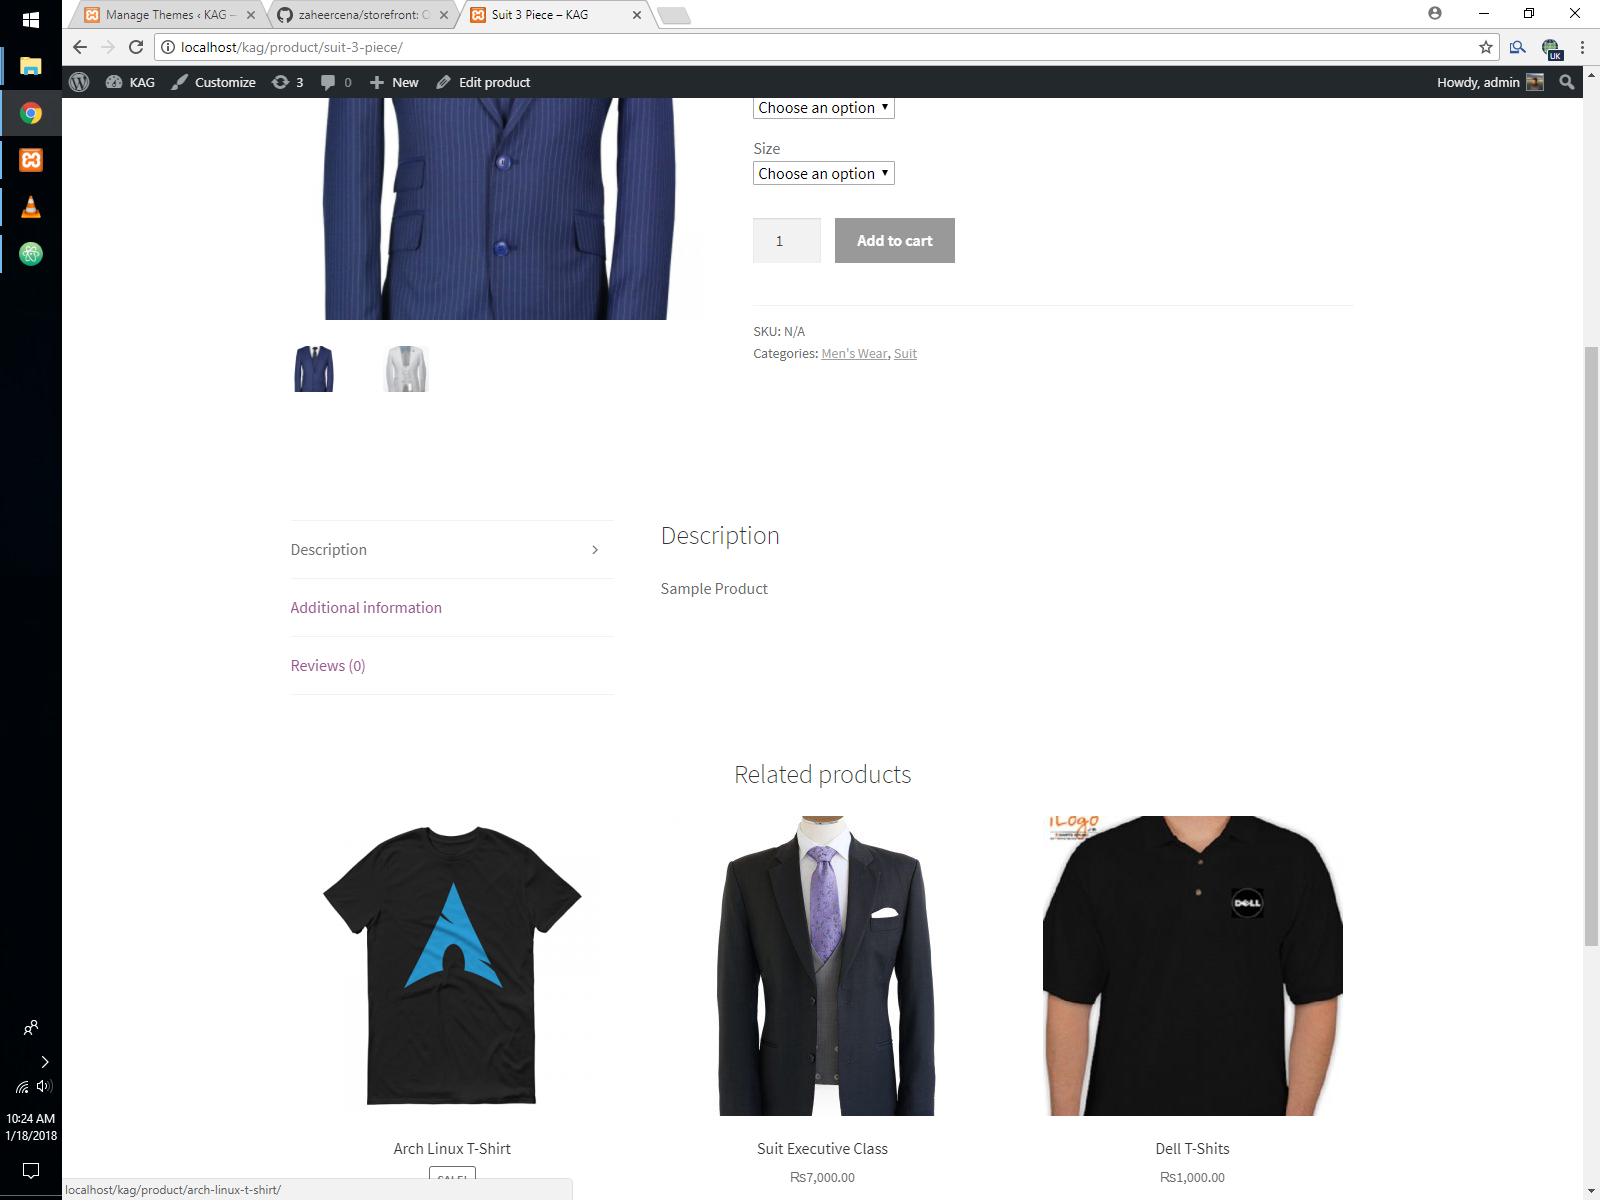 Manage Themes ‹ KAG –
zaheercena/storefront:
Suit 3 Piece – KAG
localhost/kag/product/suit-3-piece/
UK
KAG
Customize
3
0
New
Edit product
Howdy, admin
Choose an option
Size
Choose an option
1
Add to cart
SKU: N/A
Categories: Men's Wear, Suit
Description
Additional information
Reviews (0)
Description
Sample Product
Related products
iLogo
DELL
Arch Linux T-Shirt
SALE!
Suit Executive Class
₨7,000.00
Dell T-Shits
₨1,000.00
10:24 AM
1/18/2018
localhost/kag/product/arch-linux-t-shirt/